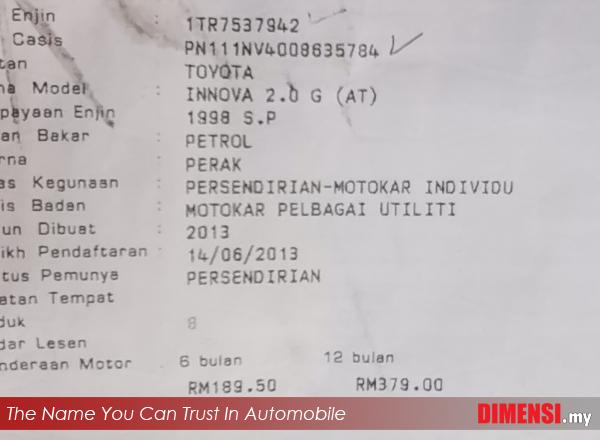 Enjin : 1TR7537942
Casis : PN111NV4008635784
tan TOYOTA
na Model : INNOVA 2.0 G (AT)
payaan Enjin : 1998 S.P
an Bakar : PETROL
rna : PERAK
as Kegunaan : PERSENDIRIAN-MOTOKAR INDIVIDU
is Badan : MOTOKAR PELBAGAI UTILITI
un Dibuat : 2013
ikh Pendaftaran : 14/06/2013
tus Pemunya PERSENDIRIAN
atan Tempat
duk 8
dar Lesen
nderaan Motor 6 bulan 12 bulan
RM189.50 RM379.00
The Name You Can Trust In Automobile DIMENSI.my